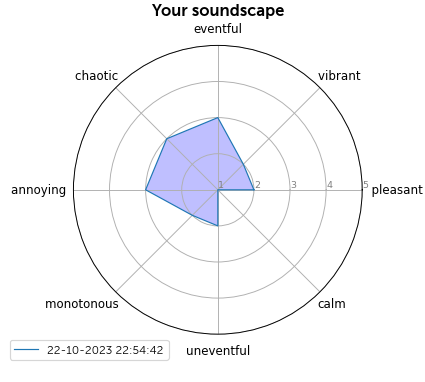 Your soundscape
eventful
chaotic
vibrant
annoying
1 2 3 4 5
pleasant
monotonous
calm
22-10-2023 22:54:42
uneventful